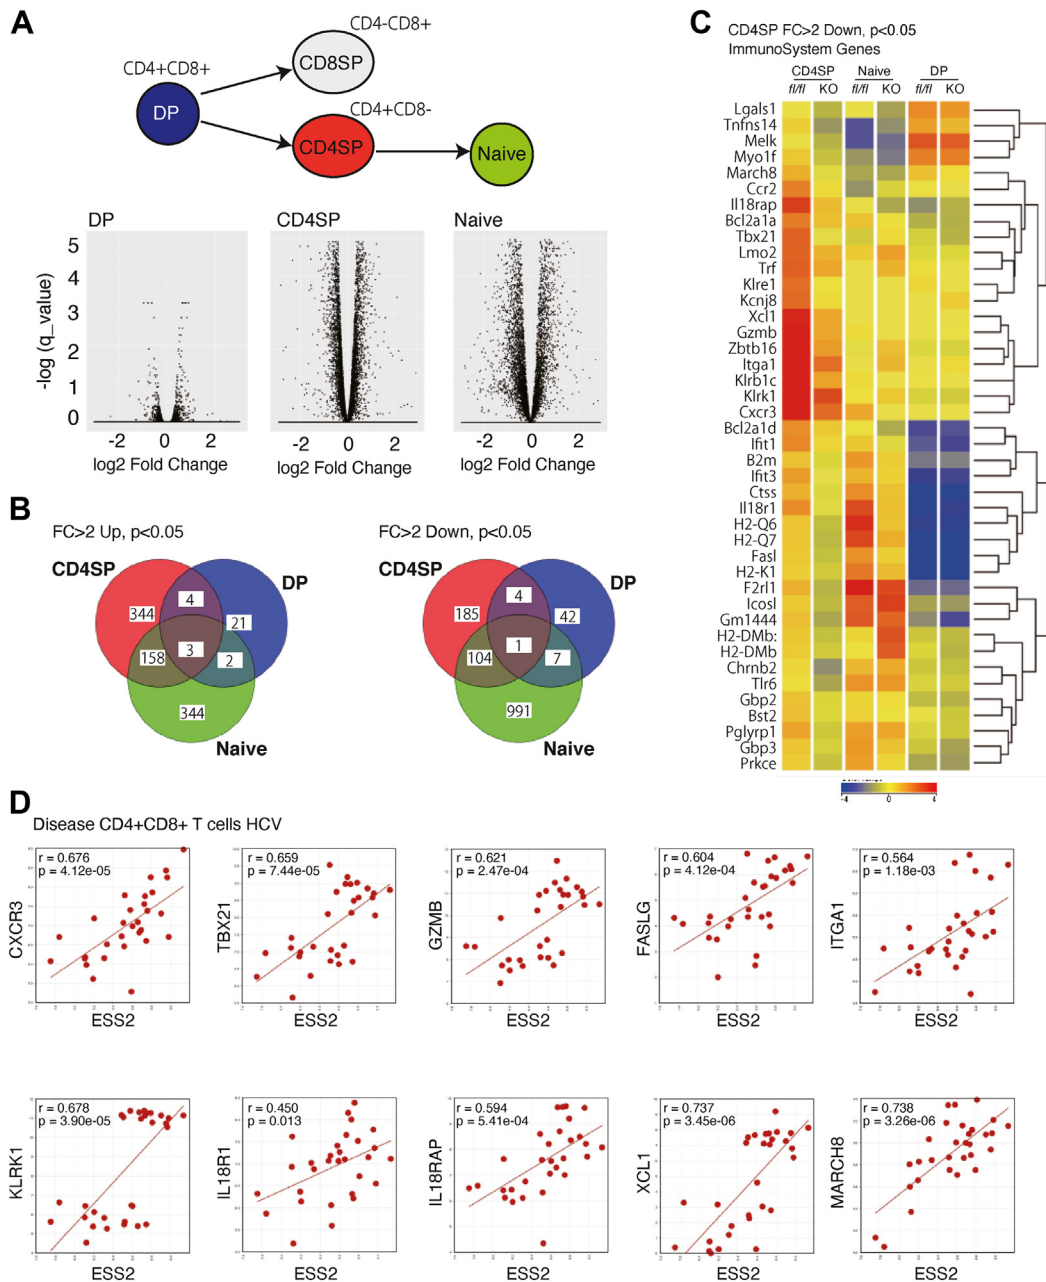 A
CD4-CD8+
CD8SP
CD4+CD8+
DP
CD4+CD8-
CD4SP
Naive
DP
CD4SP
Naive
-log (q_value)
5
4
3
2
1
0
-2 0 2
-2 0 2
-2 0 2
log2 Fold Change
log2 Fold Change
log2 Fold Change
B
FC>2 Up, p<0.05
CD4SP
DP
344
4
21
158
3
2
344
Naive
FC>2 Down, p<0.05
CD4SP
DP
185
4
42
104
1
7
991
Naive
C
CD4SP FC>2 Down, p<0.05
ImmunoSystem Genes
CD4SP Naive DP
fl/fl KO fl/fl KO fl/fl KO
Lgals1
Tnfns14
Melk
Myo1f
March8
Ccr2
Il18rap
Bcl2a1a
Tbx21
Lmo2
Trf
Klre1
Kcnj8
Xcl1
Gzmb
Zbtb16
Itga1
Klrb1c
Klrk1
Cxcr3
Bcl2a1d
Ifit1
B2m
Ifit3
Ctss
Il18r1
H2-Q6
H2-Q7
Fasl
H2-K1
F2rl1
Icosl
Gm1444
H2-DMb:
H2-DMb
Chrnb2
Tlr6
Gbp2
Bst2
Pglyrp1
Gbp3
Prkce
-4 0 4
D
Disease CD4+CD8+ T cells HCV
r = 0.676
p = 4.12e-05
CXCR3
ESS2
r = 0.659
p = 7.44e-05
TBX21
ESS2
r = 0.621
p = 2.47e-04
GZMB
ESS2
r = 0.604
p = 4.12e-04
FASLG
ESS2
r = 0.564
p = 1.18e-03
ITGA1
ESS2
r = 0.678
p = 3.90e-05
KLRK1
ESS2
r = 0.450
p = 0.013
IL18R1
ESS2
r = 0.594
p = 5.41e-04
IL18RAP
ESS2
r = 0.737
p = 3.45e-06
XCL1
ESS2
r = 0.738
p = 3.26e-06
MARCH8
ESS2